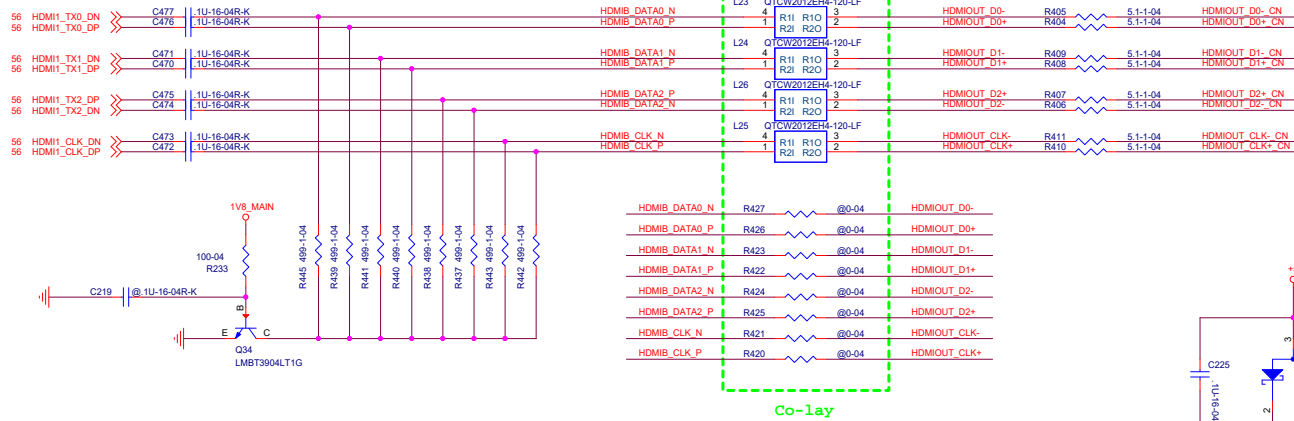 L23 QTCW2012EH4-120-LF
56 HDMI1_TX0_DN C477 .1U-16-04R-K HDMIB_DATA0_N 4 R1I R1O 3 HDMIOUT_D0- R405 5.1-1-04 HDMIOUT_D0-_CN
56 HDMI1_TX0_DP C476 .1U-16-04R-K HDMIB_DATA0_P 1 R2I R2O 2 HDMIOUT_D0+ R404 5.1-1-04 HDMIOUT_D0+_CN
L24 QTCW2012EH4-120-LF
56 HDMI1_TX1_DN C471 .1U-16-04R-K HDMIB_DATA1_N 4 R1I R1O 3 HDMIOUT_D1- R409 5.1-1-04 HDMIOUT_D1-_CN
56 HDMI1_TX1_DP C470 .1U-16-04R-K HDMIB_DATA1_P 1 R2I R2O 2 HDMIOUT_D1+ R408 5.1-1-04 HDMIOUT_D1+_CN
L26 QTCW2012EH4-120-LF
56 HDMI1_TX2_DP C475 .1U-16-04R-K HDMIB_DATA2_P 4 R1I R1O 3 HDMIOUT_D2+ R407 5.1-1-04 HDMIOUT_D2+_CN
56 HDMI1_TX2_DN C474 .1U-16-04R-K HDMIB_DATA2_N 1 R2I R2O 2 HDMIOUT_D2- R406 5.1-1-04 HDMIOUT_D2-_CN
L25 QTCW2012EH4-120-LF
56 HDMI1_CLK_DN C473 .1U-16-04R-K HDMIB_CLK_N 4 R1I R1O 3 HDMIOUT_CLK- R411 5.1-1-04 HDMIOUT_CLK-_CN
56 HDMI1_CLK_DP C472 .1U-16-04R-K HDMIB_CLK_P 1 R2I R2O 2 HDMIOUT_CLK+ R410 5.1-1-04 HDMIOUT_CLK+_CN
1V8_MAIN
100-04
R233
R445 499-1-04
R439 499-1-04
R441 499-1-04
R440 499-1-04
R438 499-1-04
R437 499-1-04
R443 499-1-04
R442 499-1-04
C219 @.1U-16-04R-K
B
E C
Q34
LMBT3904LT1G
HDMIB_DATA0_N R427 @0-04 HDMIOUT_D0-
HDMIB_DATA0_P R426 @0-04 HDMIOUT_D0+
HDMIB_DATA1_N R423 @0-04 HDMIOUT_D1-
HDMIB_DATA1_P R422 @0-04 HDMIOUT_D1+
HDMIB_DATA2_N R424 @0-04 HDMIOUT_D2-
HDMIB_DATA2_P R425 @0-04 HDMIOUT_D2+
HDMIB_CLK_N R421 @0-04 HDMIOUT_CLK-
HDMIB_CLK_P R420 @0-04 HDMIOUT_CLK+
Co-lay
+
3
C225
.1U-16-04
2